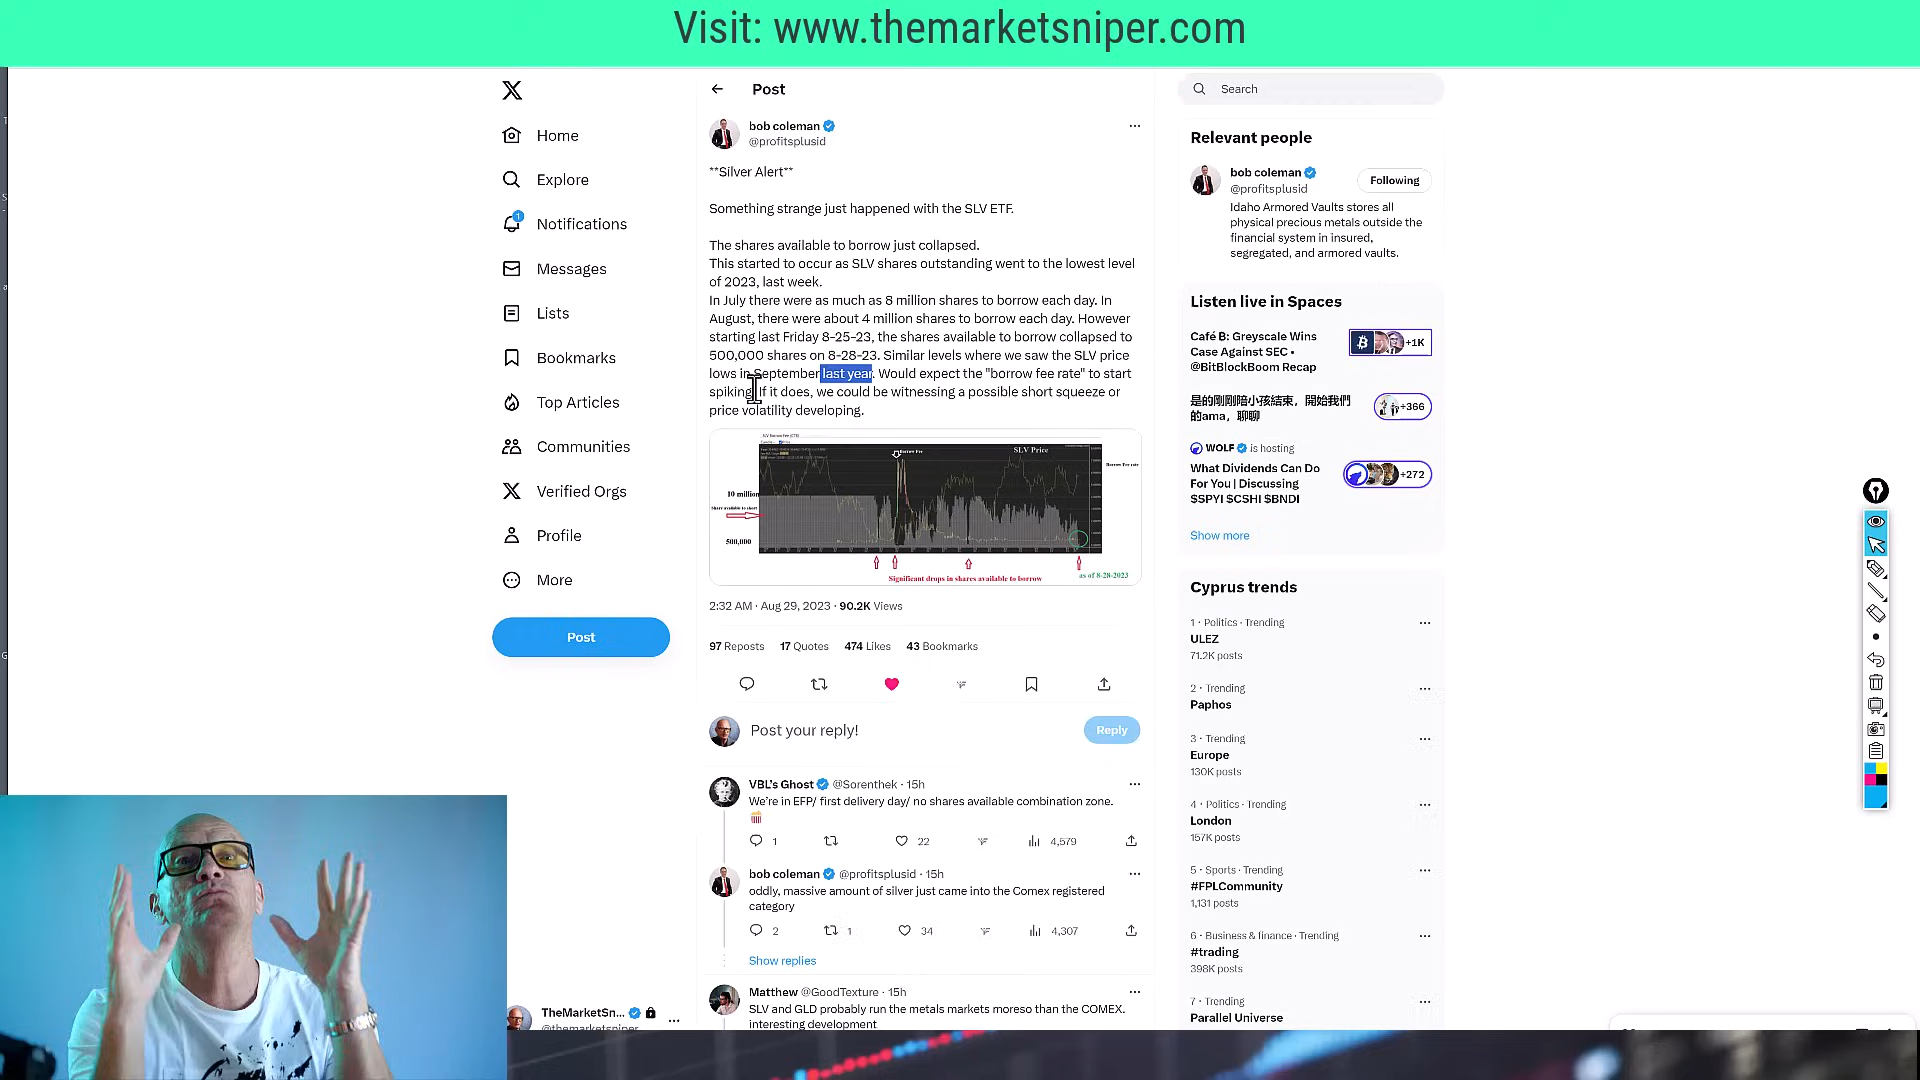 Visit: www.themarketsniper.com
Home
Explore
1
Notifications
Messages
Lists
Bookmarks
Top Articles
Communities
Verified Orgs
Profile
More
Post
TheMarketSn...
@themarketsniper
Post
bob coleman
@profitsplusid
**Silver Alert**
Something strange just happened with the SLV ETF.
The shares available to borrow just collapsed.
This started to occur as SLV shares outstanding went to the lowest level
of 2023, last week.
In July there were as much as 8 million shares to borrow each day. In
August, there were about 4 million shares to borrow each day. However
starting last Friday 8-25-23, the shares available to borrow collapsed to
500,000 shares on 8-28-23. Similar levels where we saw the SLV price
lows in September last year. Would expect the "borrow fee rate" to start
spiking. If it does, we could be witnessing a possible short squeeze or
price volatility developing.
SLV Borrow Fee (CTB)
Borrow Fee
SLV Price
Borrow Fee rate
10 million
Share available to short
500,000
Significant drops in shares available to borrow
as of 8-28-2023
2:32 AM · Aug 29, 2023 · 90.2K Views
97 Reposts 17 Quotes 474 Likes 43 Bookmarks
Post your reply!
Reply
VBL's Ghost @Sorenthek · 15h
We're in EFP/ first delivery day/ no shares available combination zone.
1 22 4,579
bob coleman @profitsplusid · 15h
oddly, massive amount of silver just came into the Comex registered
category
2 1 34 4,307
Show replies
Matthew @GoodTexture · 15h
SLV and GLD probably run the metals markets moreso than the COMEX.
interesting development
Search
Relevant people
bob coleman
@profitsplusid
Following
Idaho Armored Vaults stores all
physical precious metals outside the
financial system in insured,
segregated, and armored vaults.
Listen live in Spaces
Café B: Greyscale Wins
Case Against SEC •
@BitBlockBoom Recap
+1K
是的剛剛陪小孩結束，開始我們
的ama，聊聊
+366
WOLF is hosting
What Dividends Can Do
For You | Discussing
$SPYI $CSHI $BNDI
+272
Show more
Cyprus trends
1 · Politics · Trending
ULEZ
71.2K posts
2 · Trending
Paphos
3 · Trending
Europe
130K posts
4 · Politics · Trending
London
157K posts
5 · Sports · Trending
#FPLCommunity
1,131 posts
6 · Business & finance · Trending
#trading
398K posts
7 · Trending
Parallel Universe